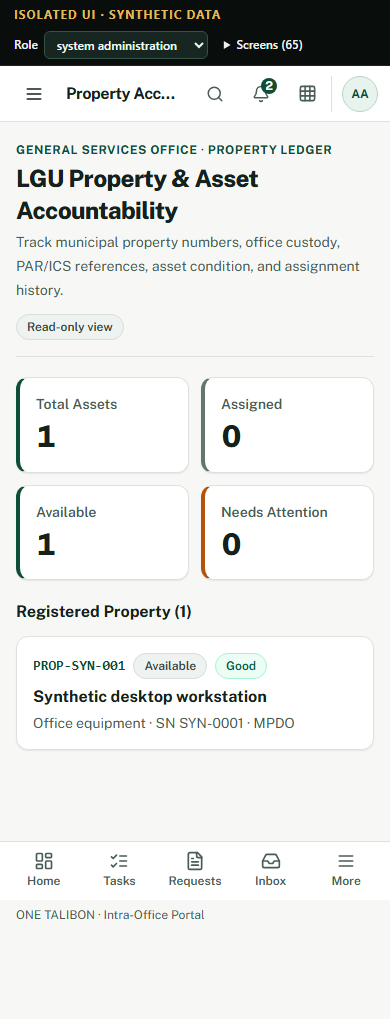 ISOLATED UI · SYNTHETIC DATA
Role system administration ▶ Screens (65)
Property Acc... 2 AA
GENERAL SERVICES OFFICE · PROPERTY LEDGER
LGU Property & Asset
Accountability
Track municipal property numbers, office custody,
PAR/ICS references, asset condition, and assignment
history.
Read-only view
Total Assets
1
Assigned
0
Available
1
Needs Attention
0
Registered Property (1)
PROP-SYN-001 Available Good
Synthetic desktop workstation
Office equipment · SN SYN-0001 · MPDO
Home Tasks Requests Inbox More
ONE TALIBON · Intra-Office Portal